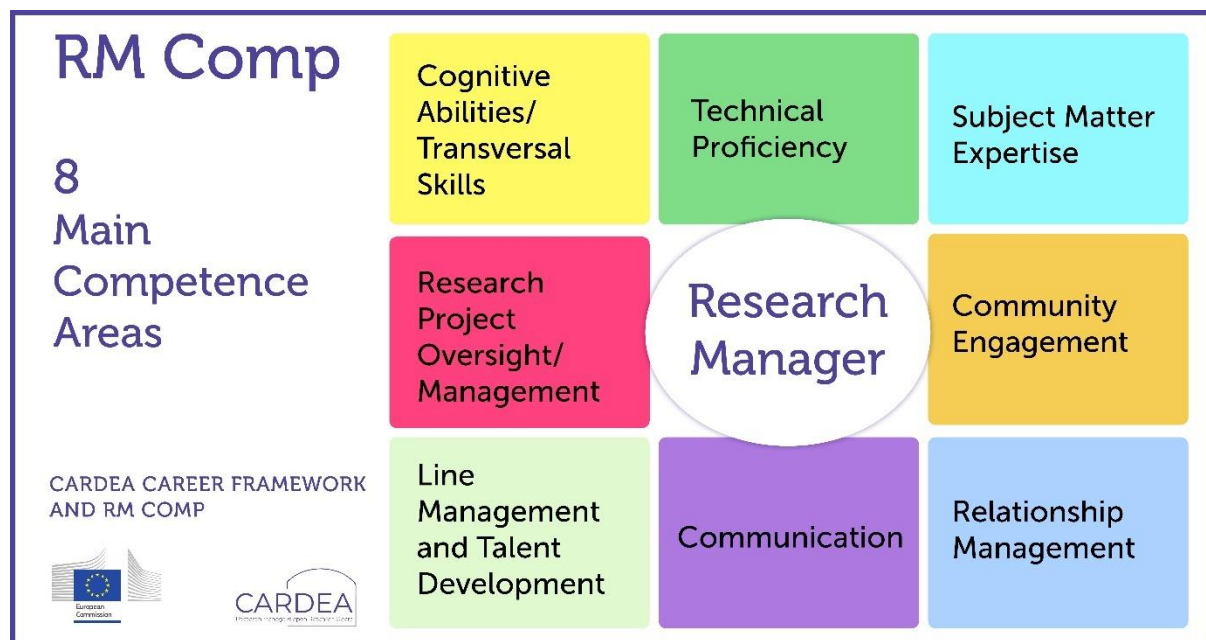 RM Comp
8
Main
Competence
Areas
CARDEA CAREER FRAMEWORK
AND RM COMP
European
Commission
CARDEA
Cognitive
Abilities/
Transversal
Skills
Technical
Proficiency
Subject Matter
Expertise
Research
Project
Oversight/
Management
Research
Manager
Community
Engagement
Line
Management
and Talent
Development
Communication
Relationship
Management